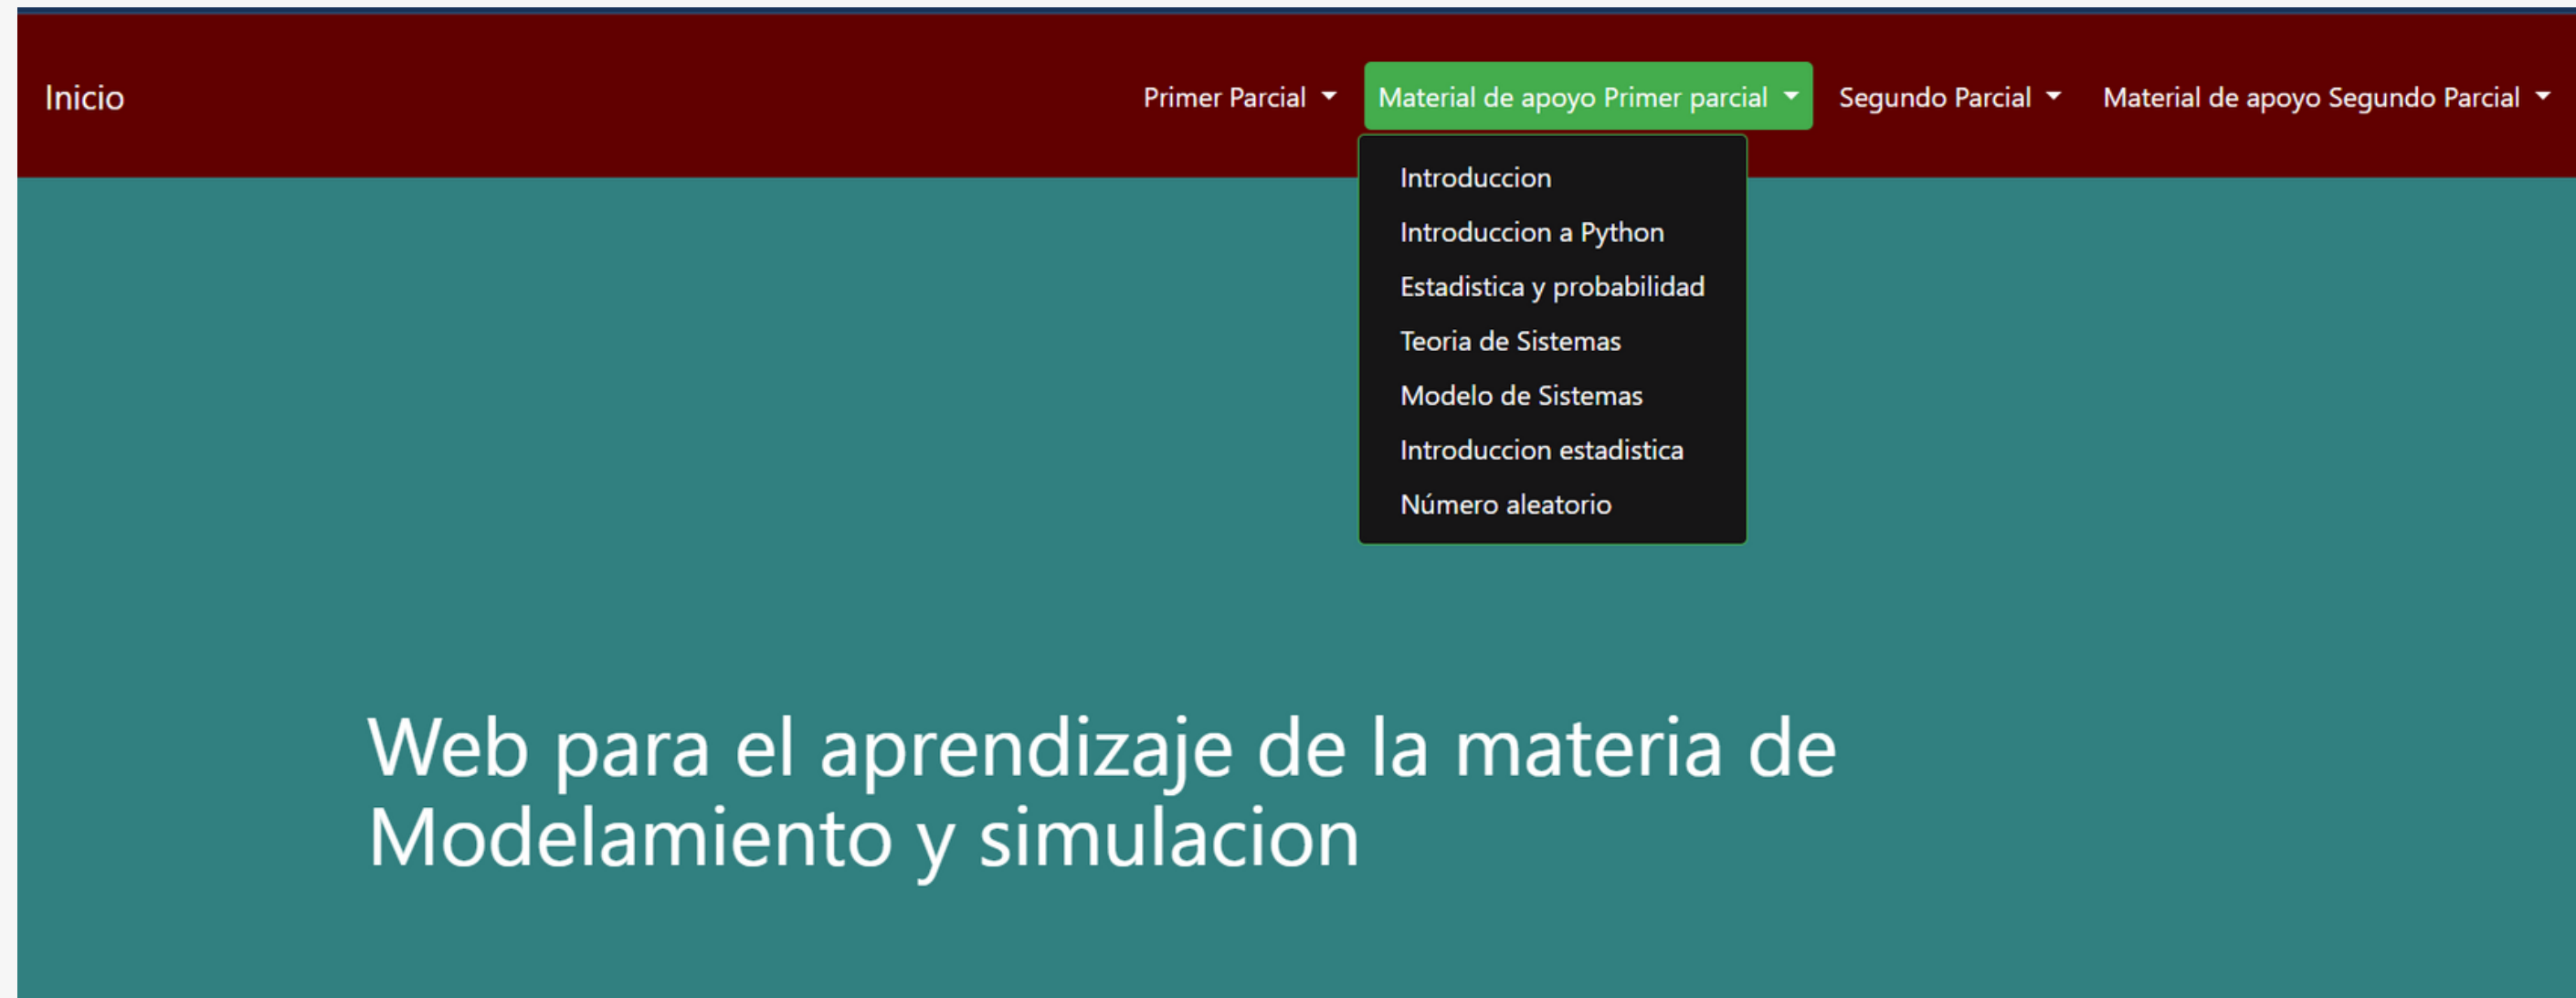 Inicio
Primer Parcial
Material de apoyo Primer parcial
Segundo Parcial
Material de apoyo Segundo Parcial
Introduccion
Introduccion a Python
Estadistica y probabilidad
Teoria de Sistemas
Modelo de Sistemas
Introduccion estadistica
Número aleatorio
Web para el aprendizaje de la materia de
Modelamiento y simulacion